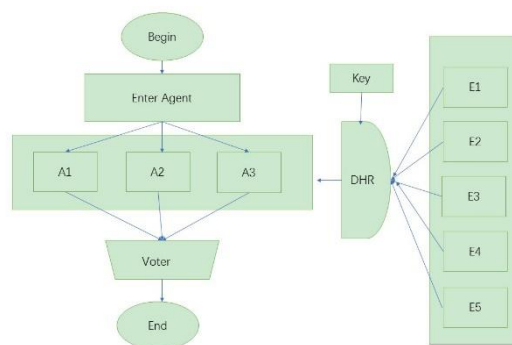 Begin
Enter Agent
A1 A2 A3
Voter
End
Key
DHR
E1
E2
E3
E4
E5